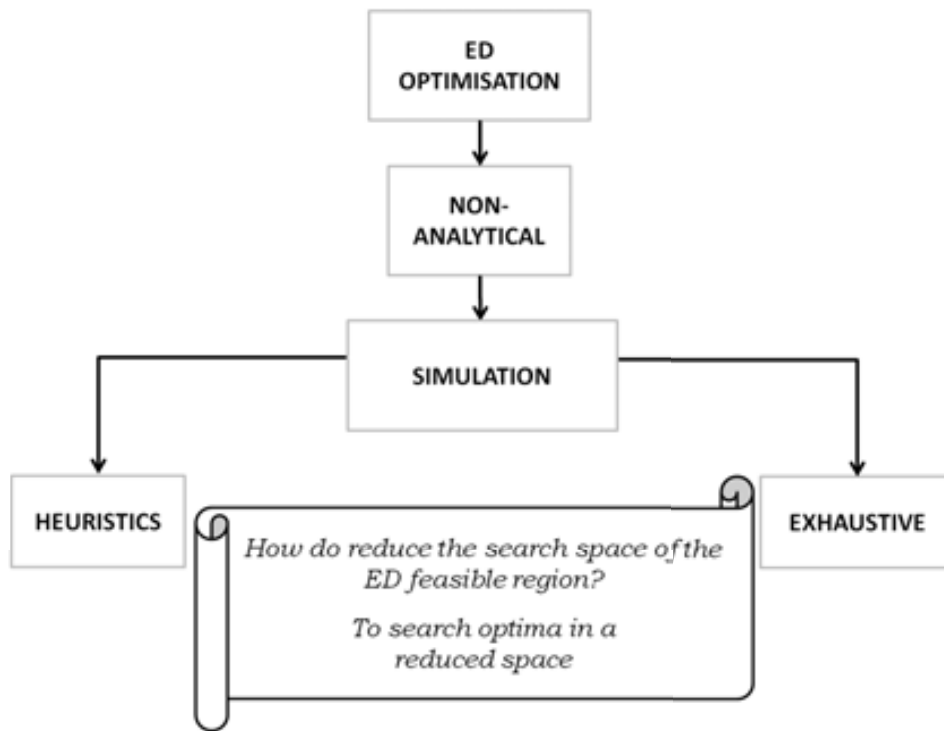 ED
OPTIMISATION
NON-
ANALYTICAL
SIMULATION
HEURISTICS
EXHAUSTIVE
How do reduce the search space of the
ED feasible region?
To search optima in a
reduced space